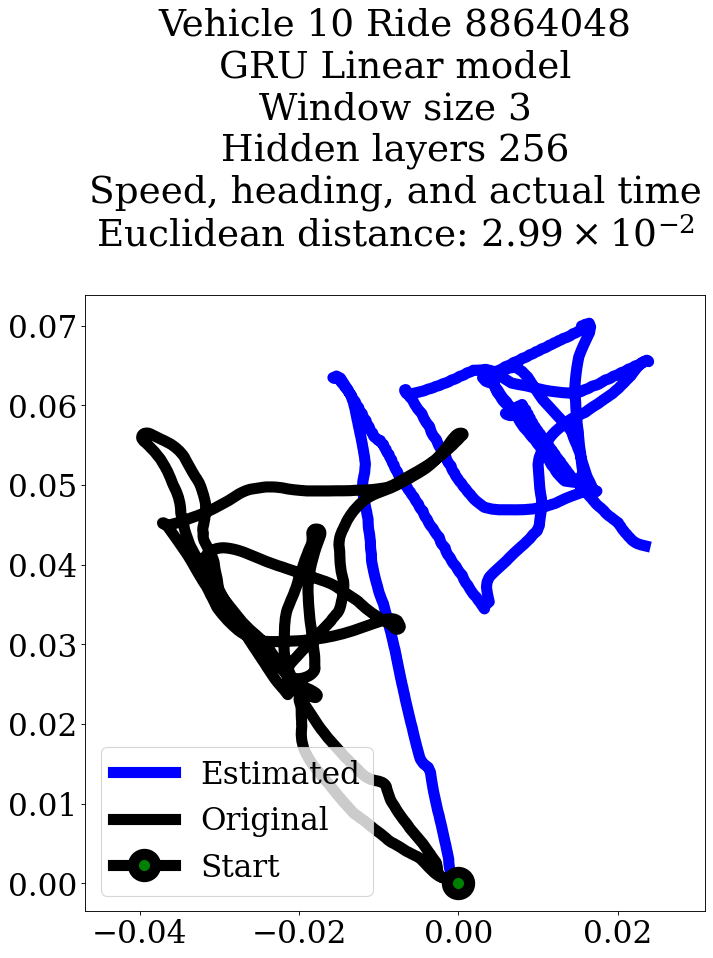 Vehicle 10 Ride 8864048
GRU Linear model
Window size 3
Hidden layers 256
Speed, heading, and actual time
Euclidean distance: 2.99 × 10⁻²
0.07
0.06
0.05
0.04
0.03
0.02
0.01
0.00
Estimated
Original
Start
−0.04 −0.02 0.00 0.02